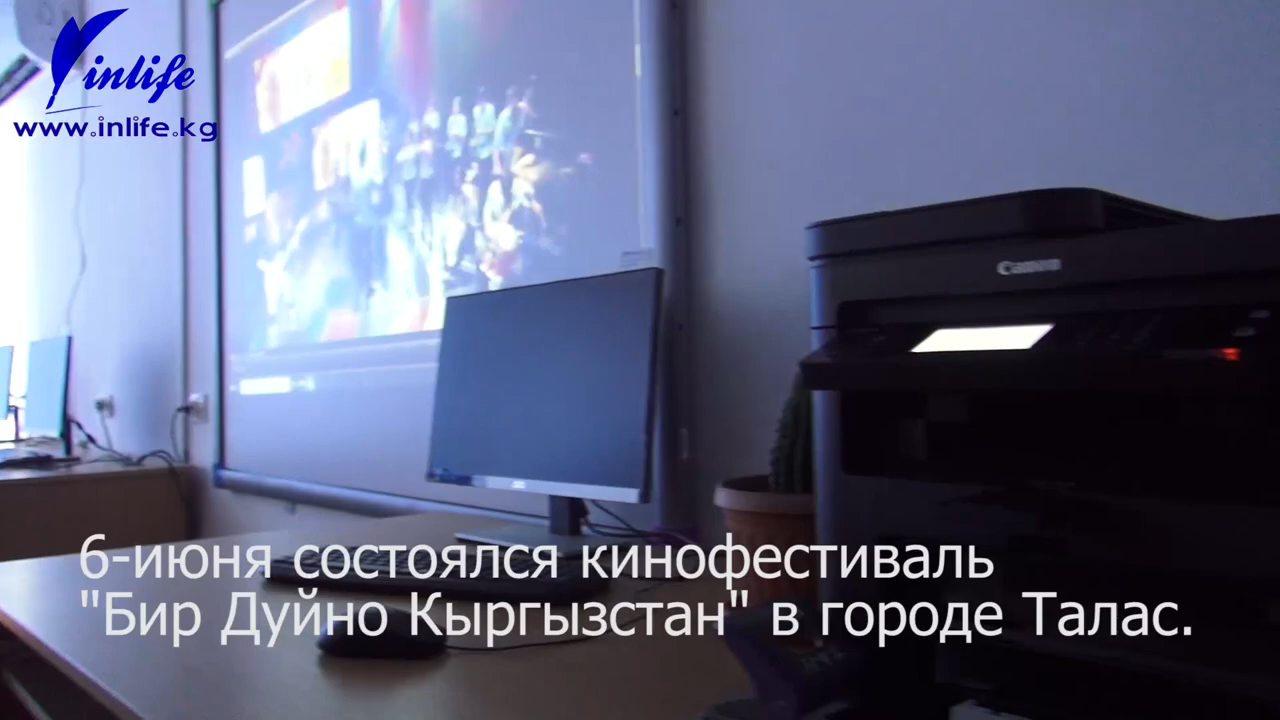 inlife
www.inlife.kg
Canon
6-июня состоялся кинофестиваль
"Бир Дуйно Кыргызстан" в городе Талас.